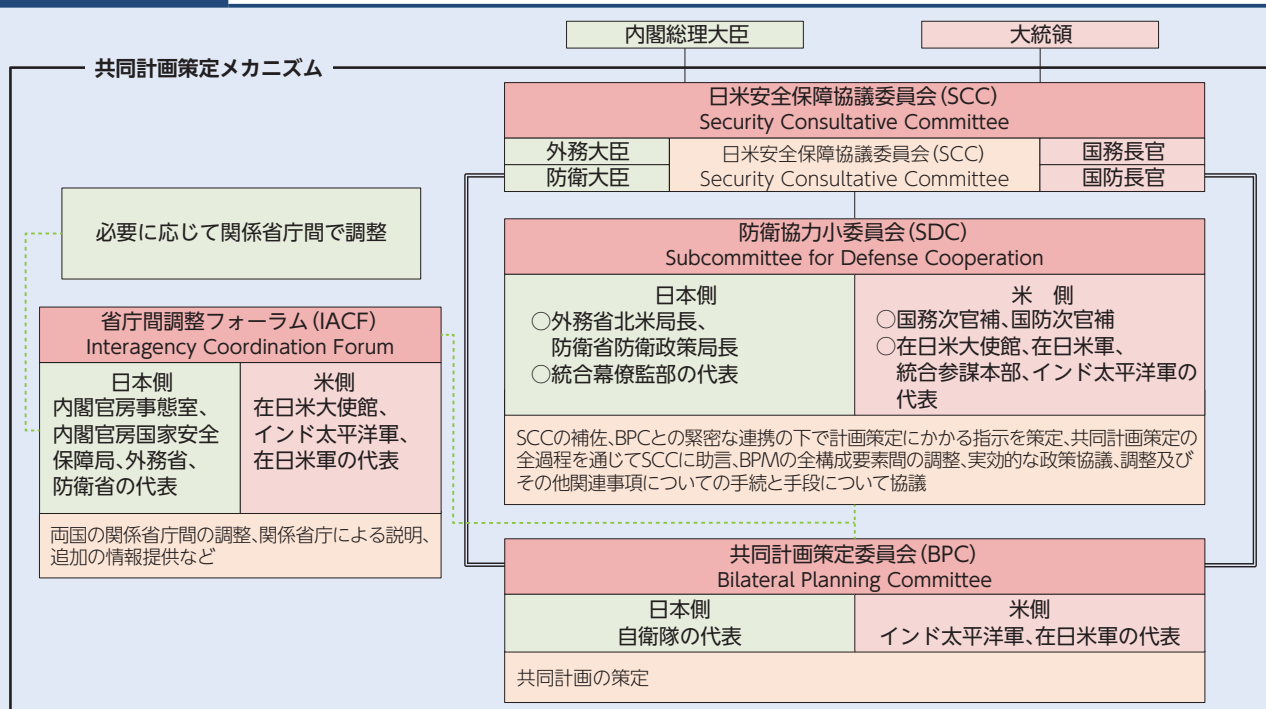 内閣総理大臣
大統領
共同計画策定メカニズム
日米安全保障協議委員会(SCC)
Security Consultative Committee
外務大臣
防衛大臣
日米安全保障協議委員会(SCC)
Security Consultative Committee
国務長官
国防長官
必要に応じて関係省庁間で調整
防衛協力小委員会(SDC)
Subcommittee for Defense Cooperation
日本側
○外務省北米局長、
防衛省防衛政策局長
○統合幕僚監部の代表
米 側
○国務次官補、国防次官補
○在日米大使館、在日米軍、
統合参謀本部、インド太平洋軍の
代表
SCCの補佐、BPCとの緊密な連携の下で計画策定にかかる指示を策定、共同計画策定の
全過程を通じてSCCに助言、BPMの全構成要素間の調整、実効的な政策協議、調整及び
その他関連事項についての手続と手段について協議
省庁間調整フォーラム(IACF)
Interagency Coordination Forum
日本側
内閣官房事態室、
内閣官房国家安全
保障局、外務省、
防衛省の代表
米側
在日米大使館、
インド太平洋軍、
在日米軍の代表
両国の関係省庁間の調整、関係省庁による説明、
追加の情報提供など
共同計画策定委員会(BPC)
Bilateral Planning Committee
日本側
自衛隊の代表
米側
インド太平洋軍、在日米軍の代表
共同計画の策定